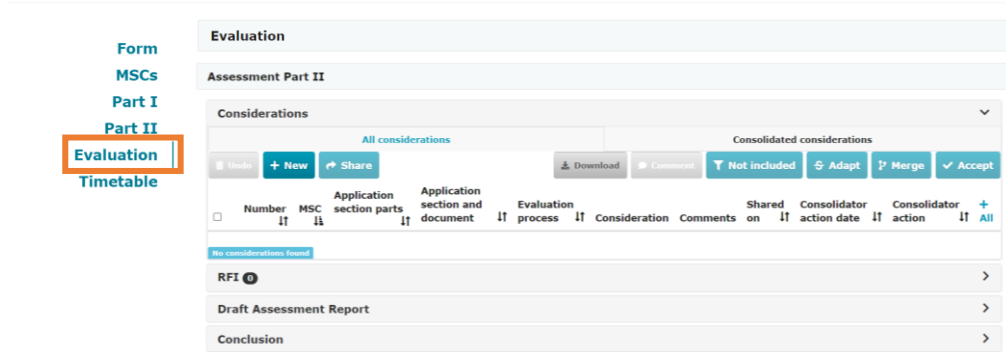 Form
MSCs
Part I
Part II
Evaluation
Timetable
Evaluation
Assessment Part II
Considerations
All considerations
Consolidated considerations
Undo
+ New
Share
Download
Comment
Not included
Adapt
Merge
Accept
Number
MSC
Application section parts
Application section and document
Evaluation process
Consideration
Comments
Shared on
Consolidator action date
Consolidator action
+ All
No considerations found
RFI 0
Draft Assessment Report
Conclusion